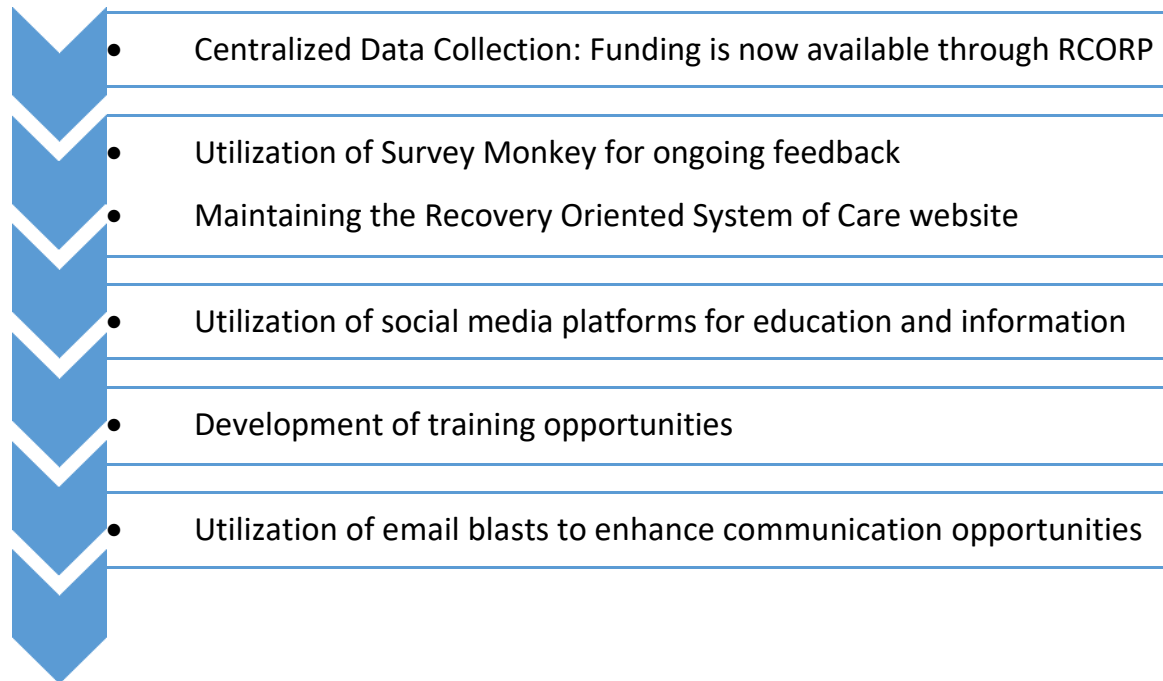 • Centralized Data Collection: Funding is now available through RCORP
• Utilization of Survey Monkey for ongoing feedback
• Maintaining the Recovery Oriented System of Care website
• Utilization of social media platforms for education and information
• Development of training opportunities
• Utilization of email blasts to enhance communication opportunities